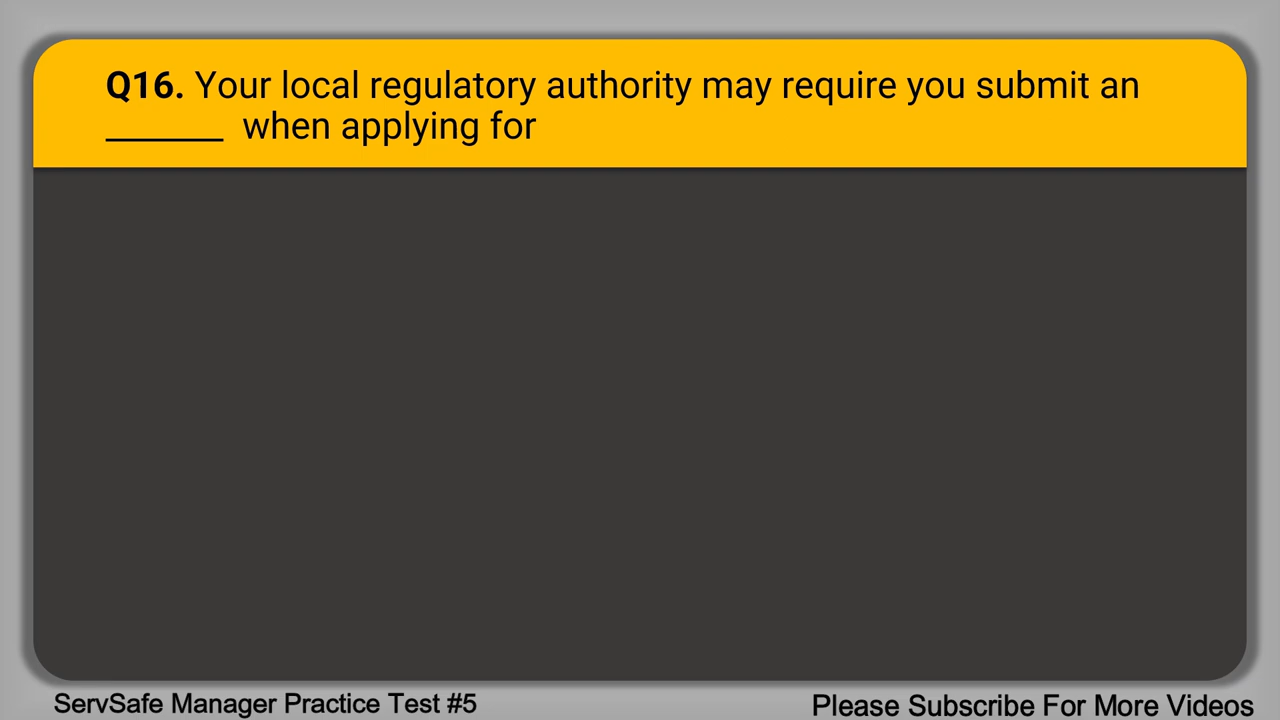 Q16. Your local regulatory authority may require you submit an
_______ when applying for
ServSafe Manager Practice Test #5
Please Subscribe For More Videos